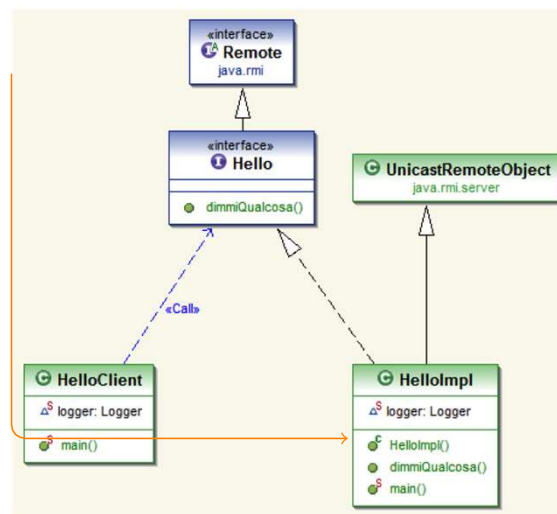 «interface»
Remote
java.rmi
«interface»
Hello
dimmiQualcosa()
UnicastRemoteObject
java.rmi.server
«Call»
HelloClient
logger: Logger
main()
HelloImpl
logger: Logger
HelloImpl()
dimmiQualcosa()
main()